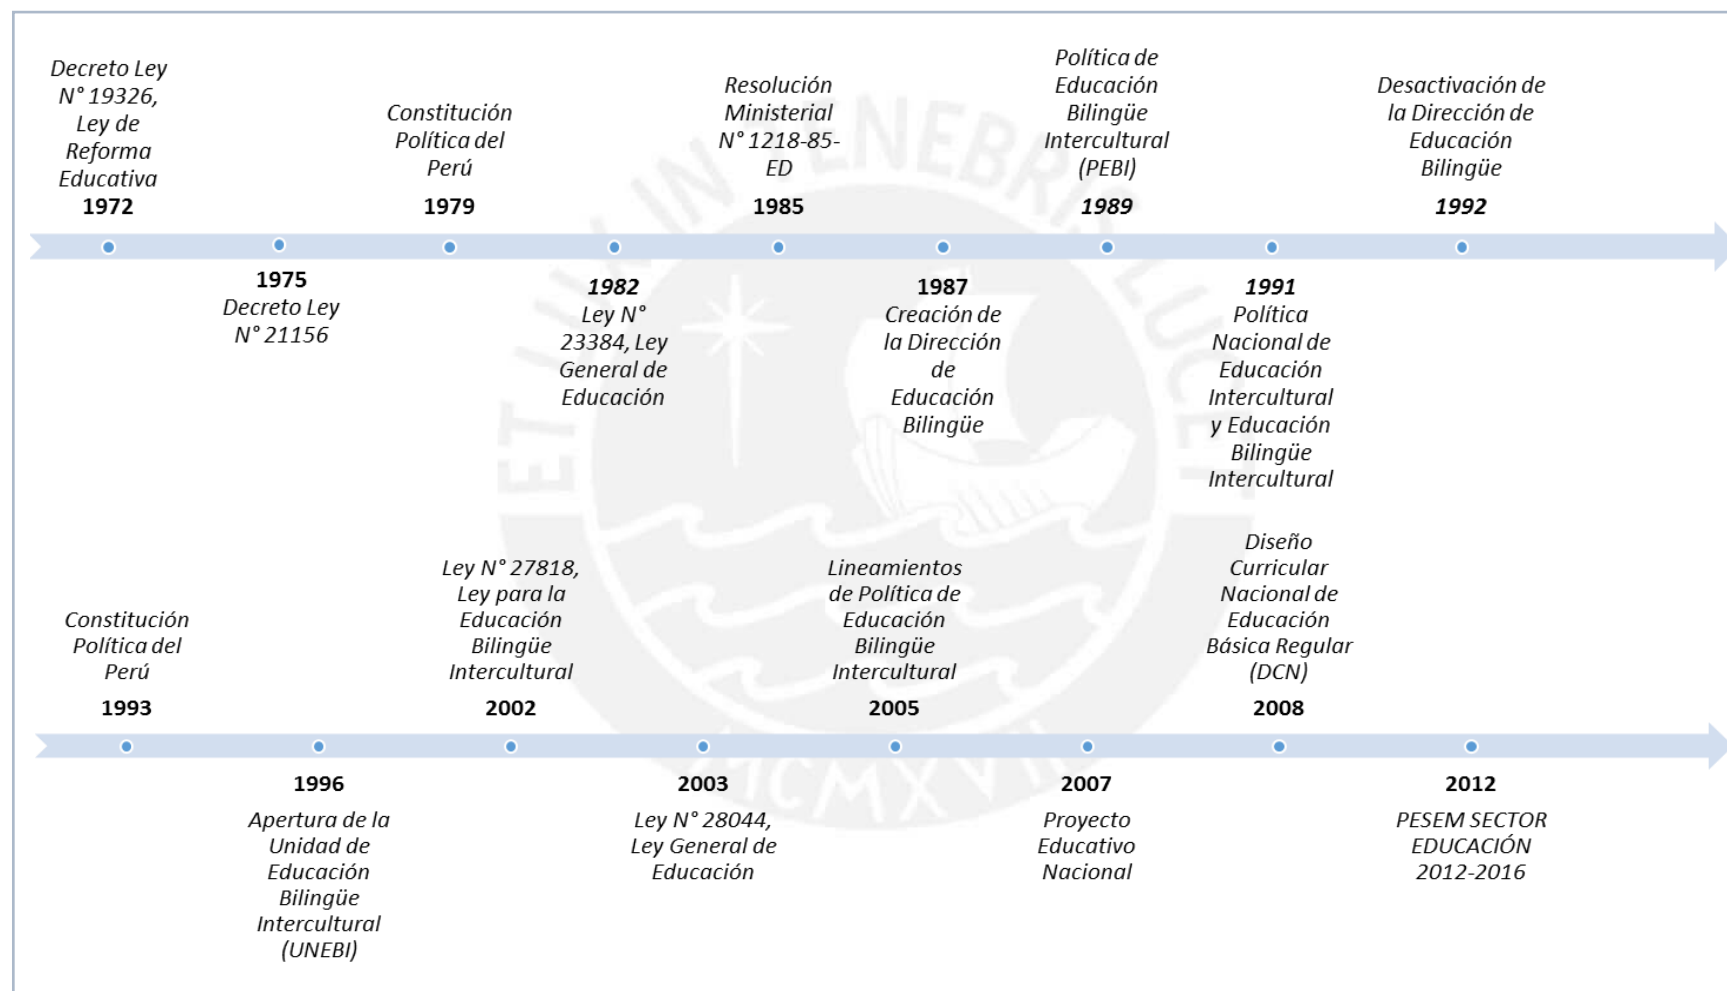 Decreto Ley
N° 19326,
Ley de
Reforma
Educativa
1972
1975
Decreto Ley
N° 21156
Constitución
Política del
Perú
1979
1982
Ley N°
23384, Ley
General de
Educación
Resolución
Ministerial
N° 1218-85-
ED
1985
1987
Creación de
la Dirección
de
Educación
Bilingüe
Política de
Educación
Bilingüe
Intercultural
(PEBI)
1989
1991
Política
Nacional de
Educación
Intercultural
y Educación
Bilingüe
Intercultural
Desactivación de
la Dirección de
Educación
Bilingüe
1992
Constitución
Política del
Perú
1993
1996
Apertura de la
Unidad de
Educación
Bilingüe
Intercultural
(UNEBI)
Ley N° 27818,
Ley para la
Educación
Bilingüe
Intercultural
2002
2003
Ley N° 28044,
Ley General de
Educación
Lineamientos
de Política de
Educación
Bilingüe
Intercultural
2005
2007
Proyecto
Educativo
Nacional
Diseño
Curricular
Nacional de
Educación
Básica Regular
(DCN)
2008
2012
PESEM SECTOR
EDUCACIÓN
2012-2016
ET LUX IN TENEBRIS LUCET
MCMXVII